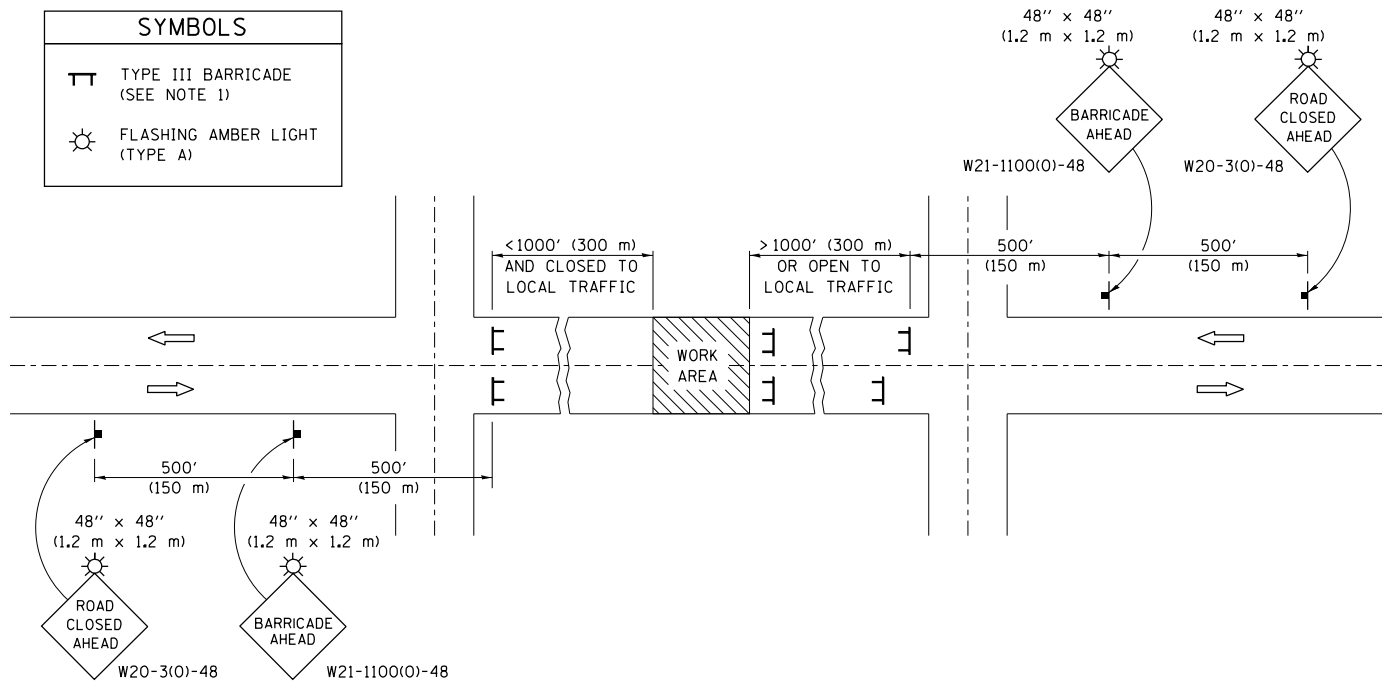 SYMBOLS
TYPE III BARRICADE
(SEE NOTE 1)
FLASHING AMBER LIGHT
(TYPE A)
48'' x 48''
(1.2 m x 1.2 m)
48'' x 48''
(1.2 m x 1.2 m)
BARRICADE
AHEAD
ROAD
CLOSED
AHEAD
W21-1100(O)-48
W20-3(O)-48
<1000' (300 m)
AND CLOSED TO
LOCAL TRAFFIC
>1000' (300 m)
OR OPEN TO
LOCAL TRAFFIC
500'
(150 m)
500'
(150 m)
WORK
AREA
500'
(150 m)
500'
(150 m)
48'' x 48''
(1.2 m x 1.2 m)
48'' x 48''
(1.2 m x 1.2 m)
ROAD
CLOSED
AHEAD
BARRICADE
AHEAD
W20-3(O)-48
W21-1100(O)-48